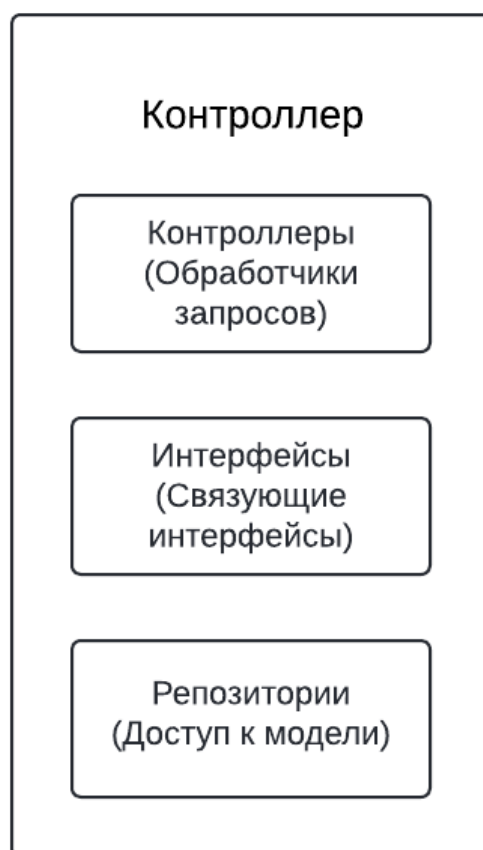 Контроллер
Контроллеры
(Обработчики
запросов)
Интерфейсы
(Связующие
интерфейсы)
Репозитории
(Доступ к модели)